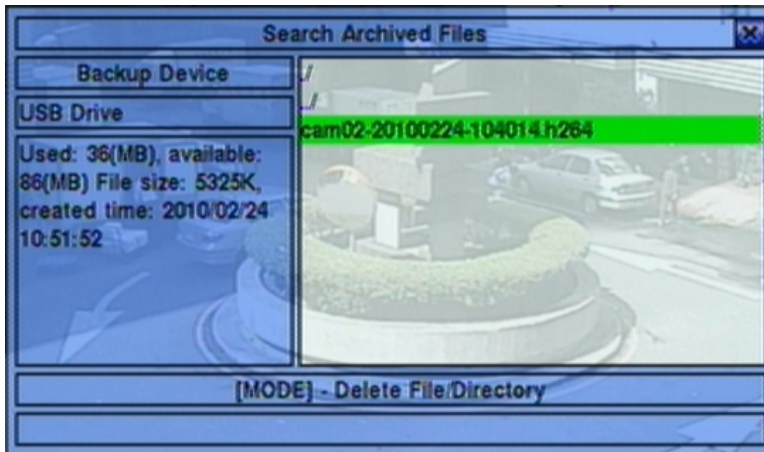 Search Archived Files
Backup Device
USB Drive
Used: 36(MB), available:
86(MB) File size: 5325K,
created time: 2010/02/24
10:51:52
./
../
cam02-20100224-104014.h264
[MODE] - Delete File/Directory